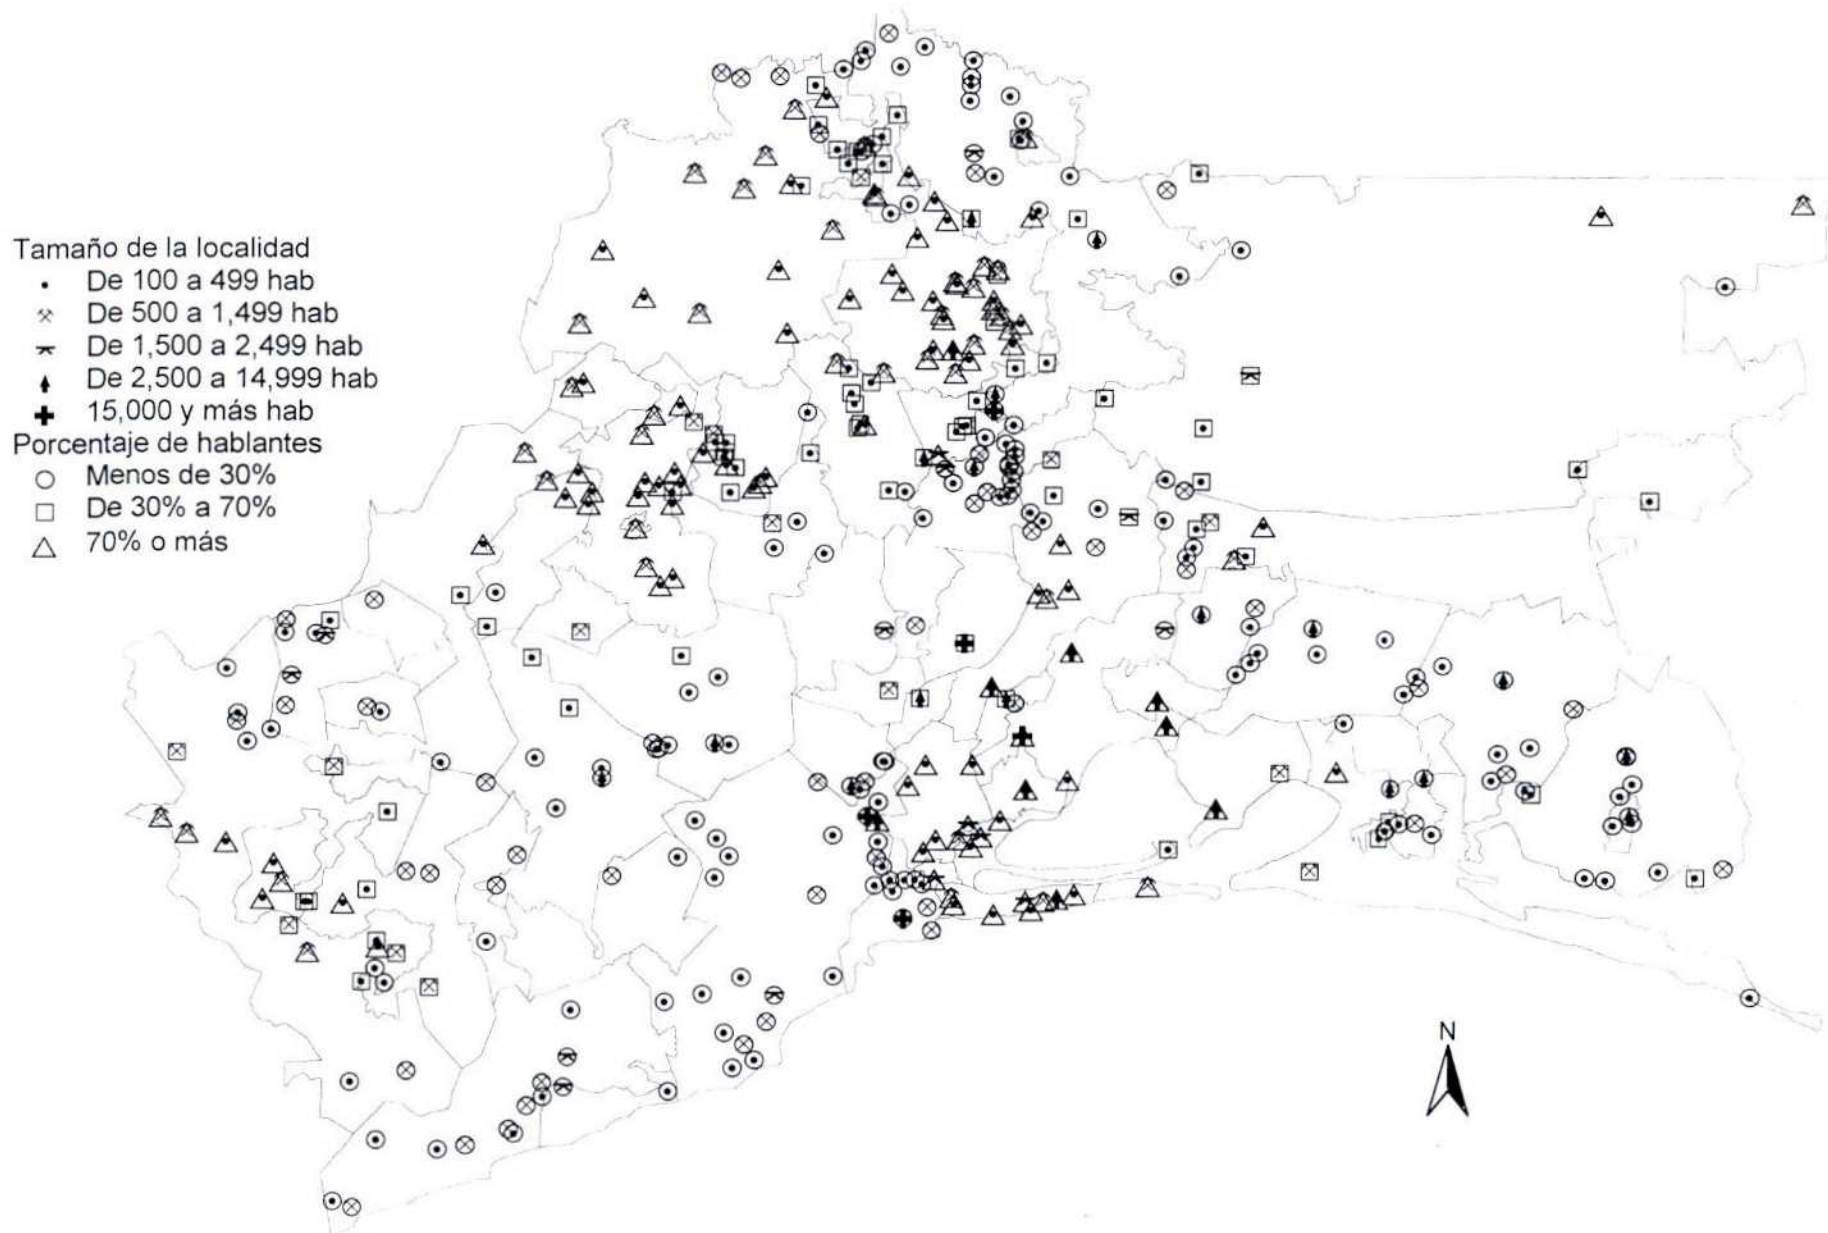 Tamaño de la localidad
De 100 a 499 hab
De 500 a 1,499 hab
De 1,500 a 2,499 hab
De 2,500 a 14,999 hab
15,000 y más hab
Porcentaje de hablantes
Menos de 30%
De 30% a 70%
70% o más
N